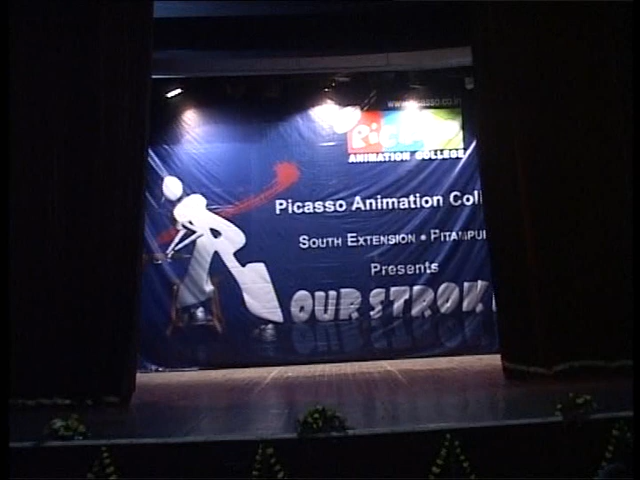 ANIMATION COLLEGE
Picasso Animation Coll
SOUTH EXTENSION • PITAMPU
Presents
OUR STROK